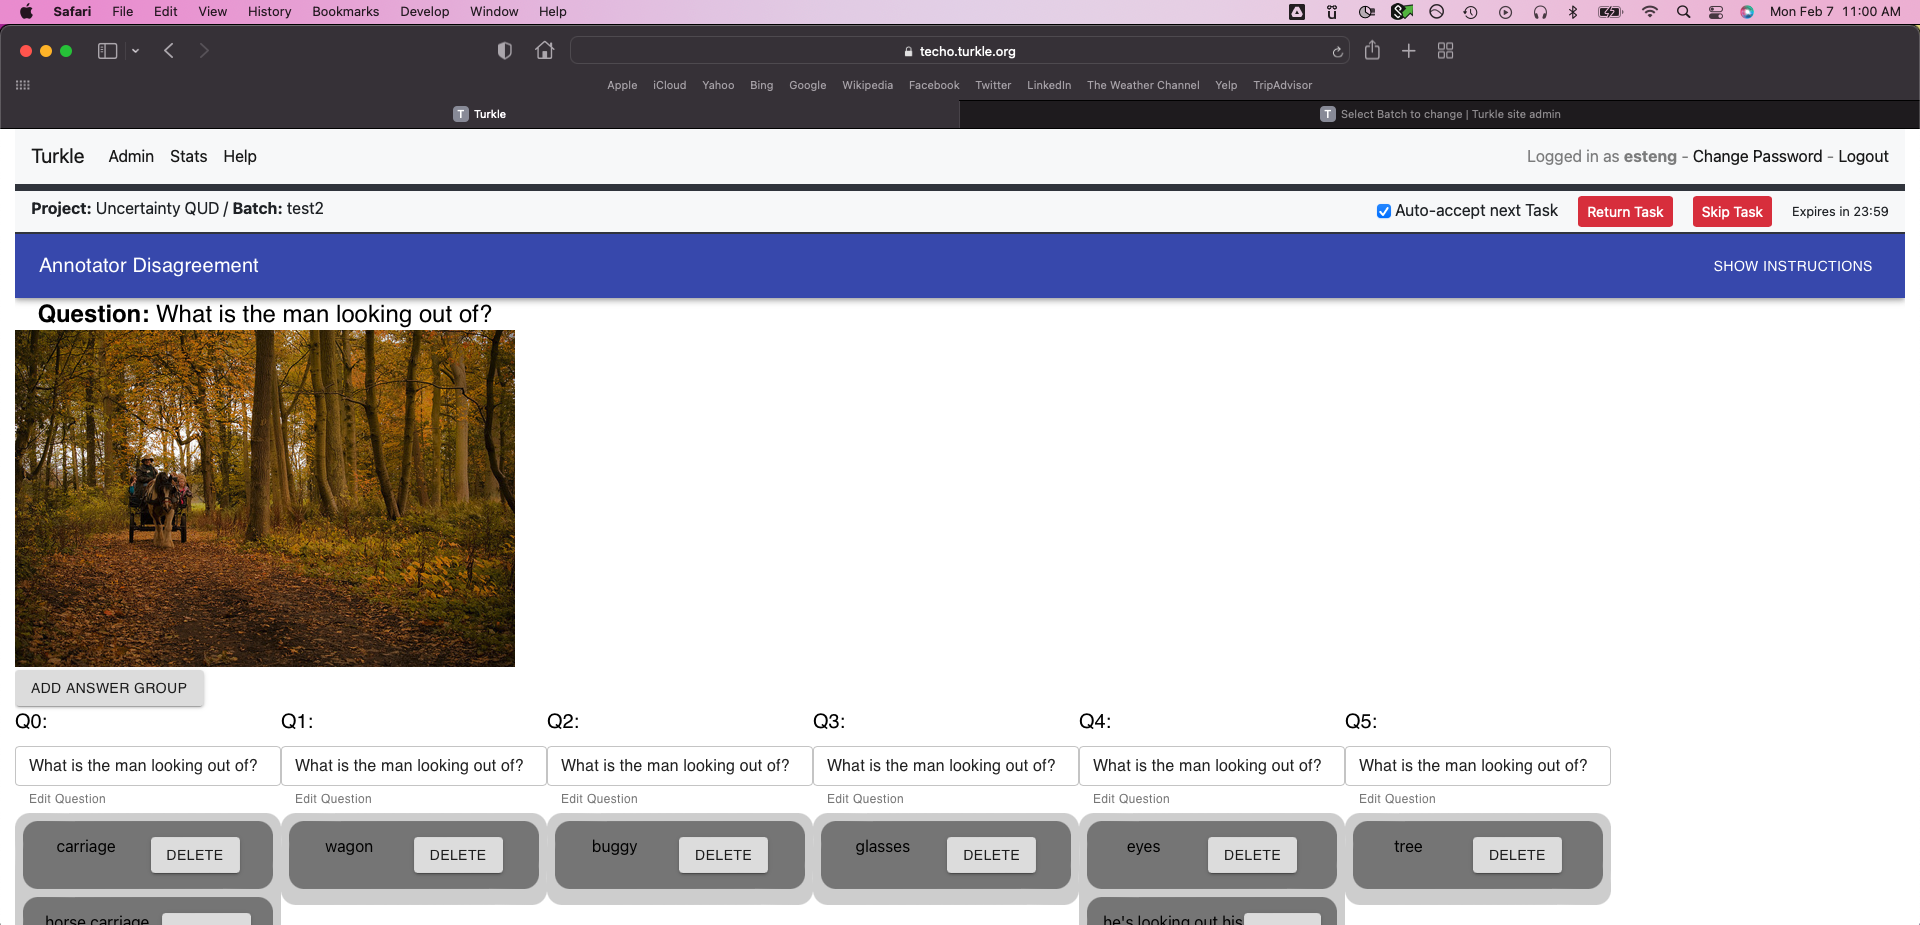 Safari File Edit View History Bookmarks Develop Window Help Mon Feb 7 11:00 AM
techo.turkle.org
Apple iCloud Yahoo Bing Google Wikipedia Facebook Twitter LinkedIn The Weather Channel Yelp TripAdvisor
T Turkle T Select Batch to change | Turkle site admin
Turkle Admin Stats Help Logged in as esteng - Change Password - Logout
Project: Uncertainty QUD / Batch: test2 Auto-accept next Task Return Task Skip Task Expires in 23:59
Annotator Disagreement SHOW INSTRUCTIONS
Question: What is the man looking out of?
ADD ANSWER GROUP
Q0: Q1: Q2: Q3: Q4: Q5:
What is the man looking out of? What is the man looking out of? What is the man looking out of? What is the man looking out of? What is the man looking out of? What is the man looking out of?
Edit Question Edit Question Edit Question Edit Question Edit Question Edit Question
carriage DELETE wagon DELETE buggy DELETE glasses DELETE eyes DELETE tree DELETE
horse carriage he's looking out his